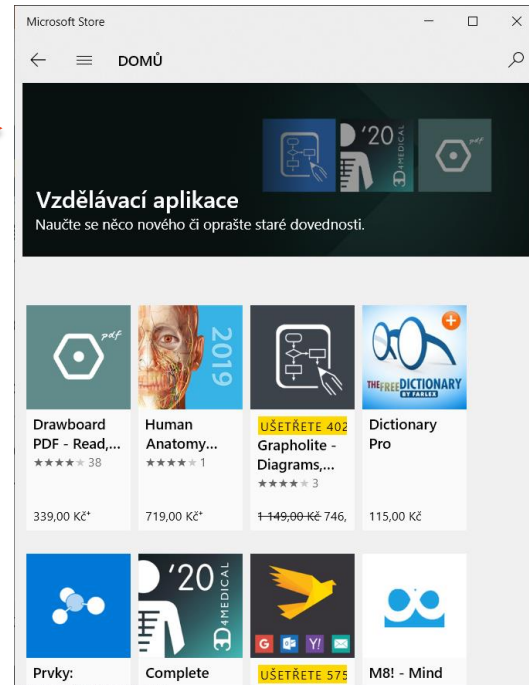 Microsoft Store
DOMŮ
'20
3D4MEDICAL
pdf
Vzdělávací aplikace
Naučte se něco nového či oprašte staré dovednosti.
pdf
2019
THE FREE DICTIONARY
BY FARLEX
Drawboard
PDF - Read,...
38
339,00 Kč⁺
Human
Anatomy...
1
719,00 Kč⁺
UŠETŘETE 402
Grapholite -
Diagrams,...
3
1 149,00 Kč 746,
Dictionary
Pro
115,00 Kč
'20
3D4MEDICAL
G
Y!
Prvky:
Complete
UŠETŘETE 575
M8! - Mind